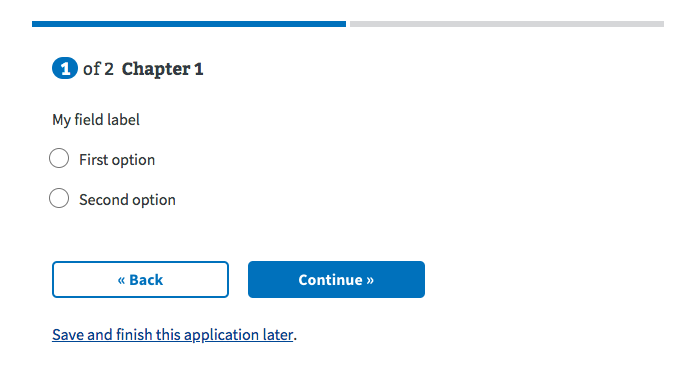 1 of 2 Chapter 1
My field label
First option
Second option
« Back
Continue »
Save and finish this application later.